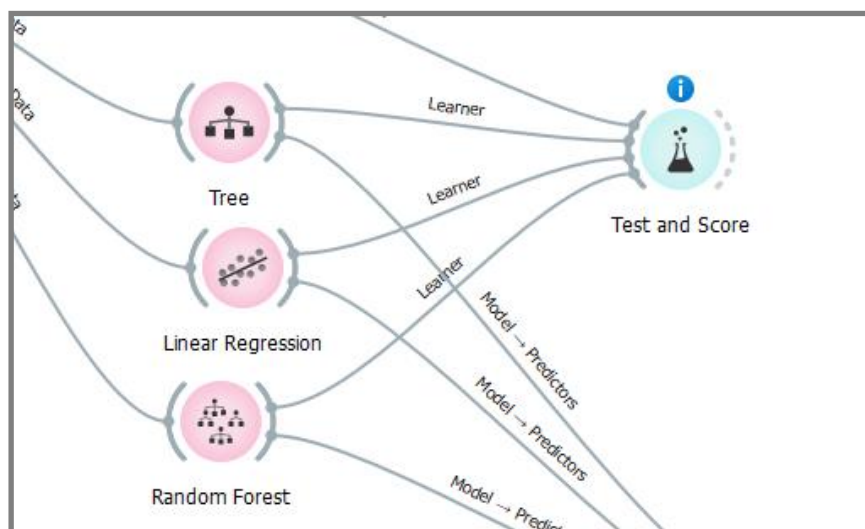 Data
Learner
Tree
Learner
Test and Score
Learner
Linear Regression
Model → Predictors
Model → Predictors
Random Forest